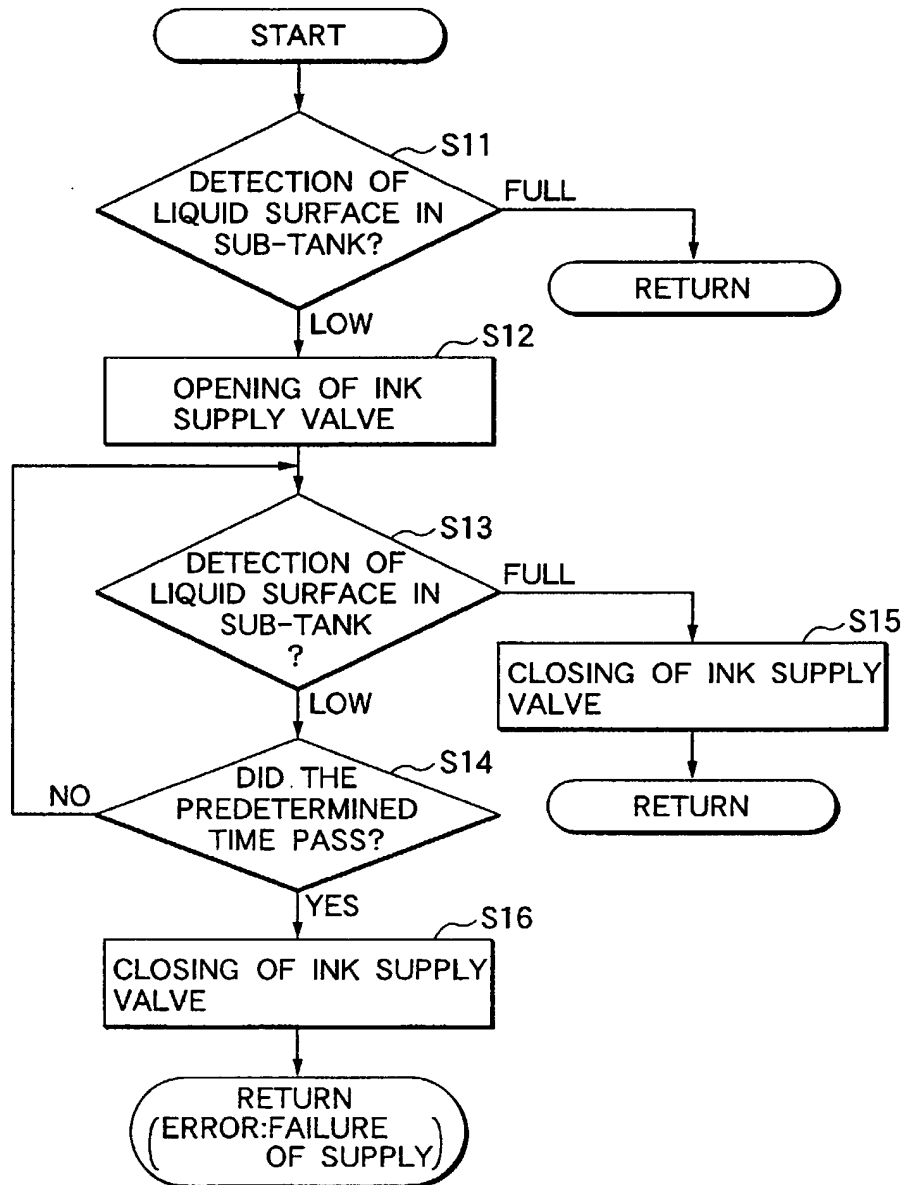 START
S11
DETECTION OF
LIQUID SURFACE IN
SUB-TANK?
FULL
RETURN
LOW
S12
OPENING OF INK
SUPPLY VALVE
S13
DETECTION OF
LIQUID SURFACE IN
SUB-TANK
?
FULL
S15
CLOSING OF INK SUPPLY
VALVE
RETURN
LOW
S14
DID THE
PREDETERMINED
TIME PASS?
NO
YES
S16
CLOSING OF INK SUPPLY
VALVE
RETURN
(ERROR:FAILURE
OF SUPPLY)